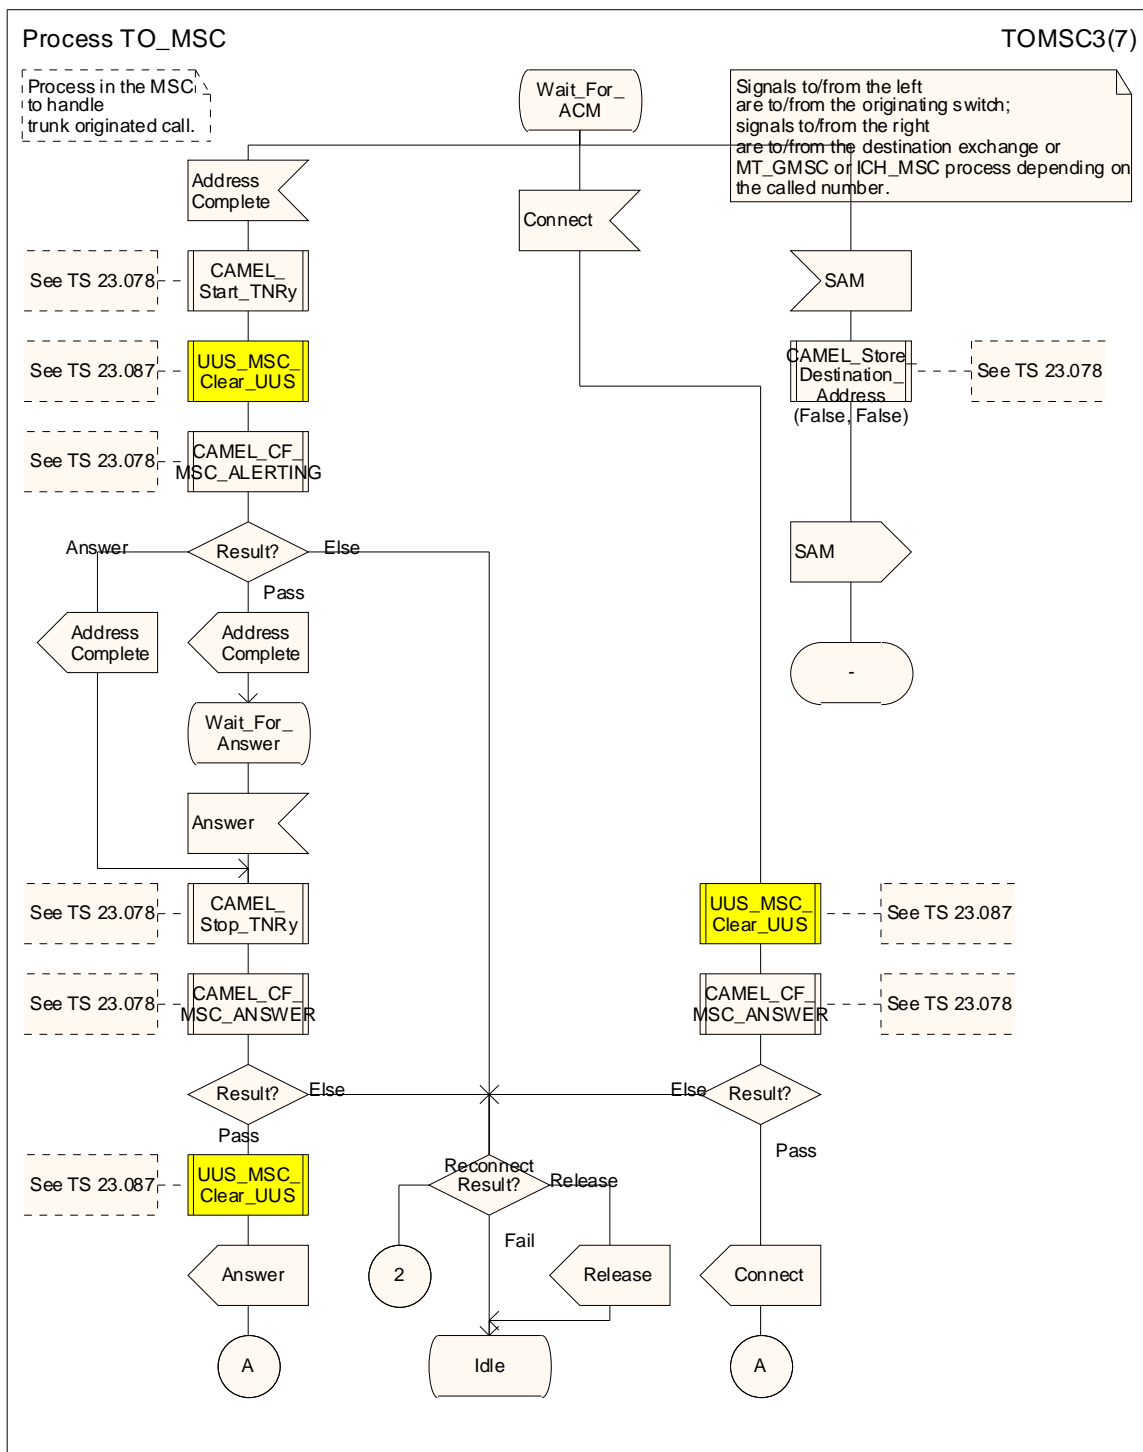 Process TO_MSC
TOMSC3(7)
Process in the MSC
to handle
trunk originated call.
Wait_For_
ACM
Signals to/from the left
are to/from the originating switch;
signals to/from the right
are to/from the destination exchange or
MT_GMSC or ICH_MSC process depending on
the called number.
Address
Complete
Connect
See TS 23.078
CAMEL_
Start_TNRy
SAM
See TS 23.087
UUS_MSC_
Clear_UUS
CAMEL_Store_
Destination_
Address
(False, False)
See TS 23.078
See TS 23.078
CAMEL_CF_
MSC_ALERTING
Answer
Result?
Else
Pass
SAM
Address
Complete
Address
Complete
-
Wait_For_
Answer
Answer
See TS 23.078
CAMEL_
Stop_TNRy
UUS_MSC_
Clear_UUS
See TS 23.087
See TS 23.078
CAMEL_CF_
MSC_ANSWER
CAMEL_CF_
MSC_ANSWER
See TS 23.078
Result?
Else
Else
Result?
Pass
Pass
See TS 23.087
UUS_MSC_
Clear_UUS
Reconnect
Result?
Release
Fail
Answer
2
Release
Connect
A
Idle
A